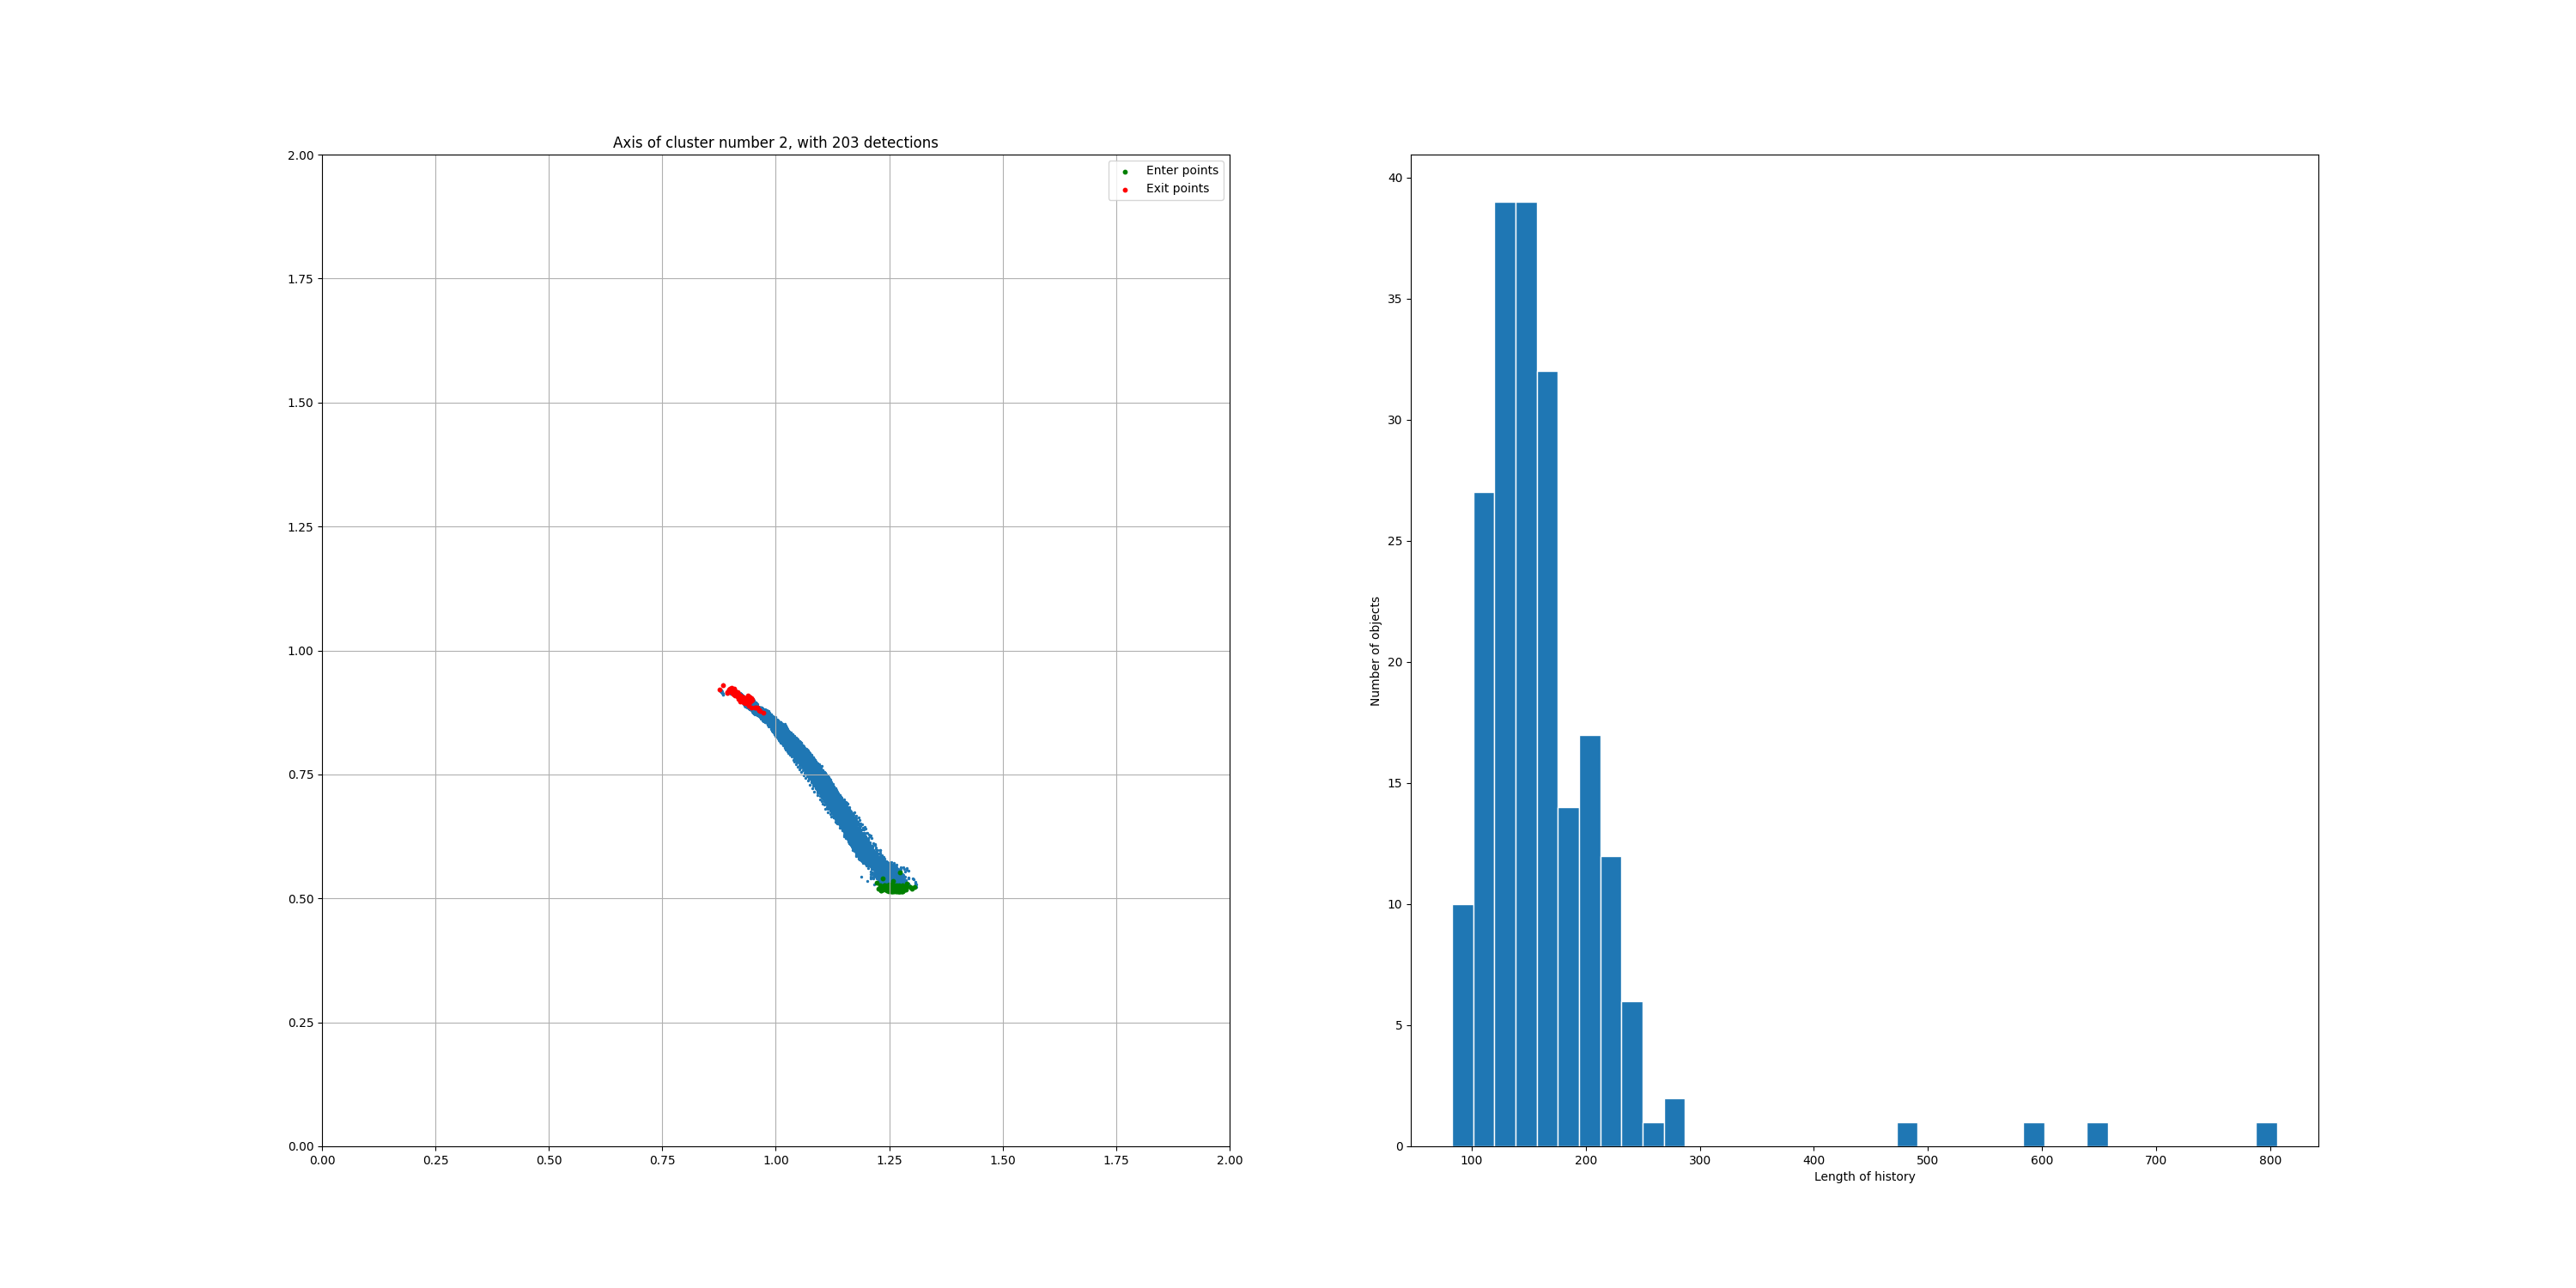 Axis of cluster number 2, with 203 detections
Enter points
Exit points
2.00
1.75
1.50
1.25
1.00
0.75
0.50
0.25
0.00
0.00 0.25 0.50 0.75 1.00 1.25 1.50 1.75 2.00
Number of objects
40
35
30
25
20
15
10
5
0
100 200 300 400 500 600 700 800
Length of history